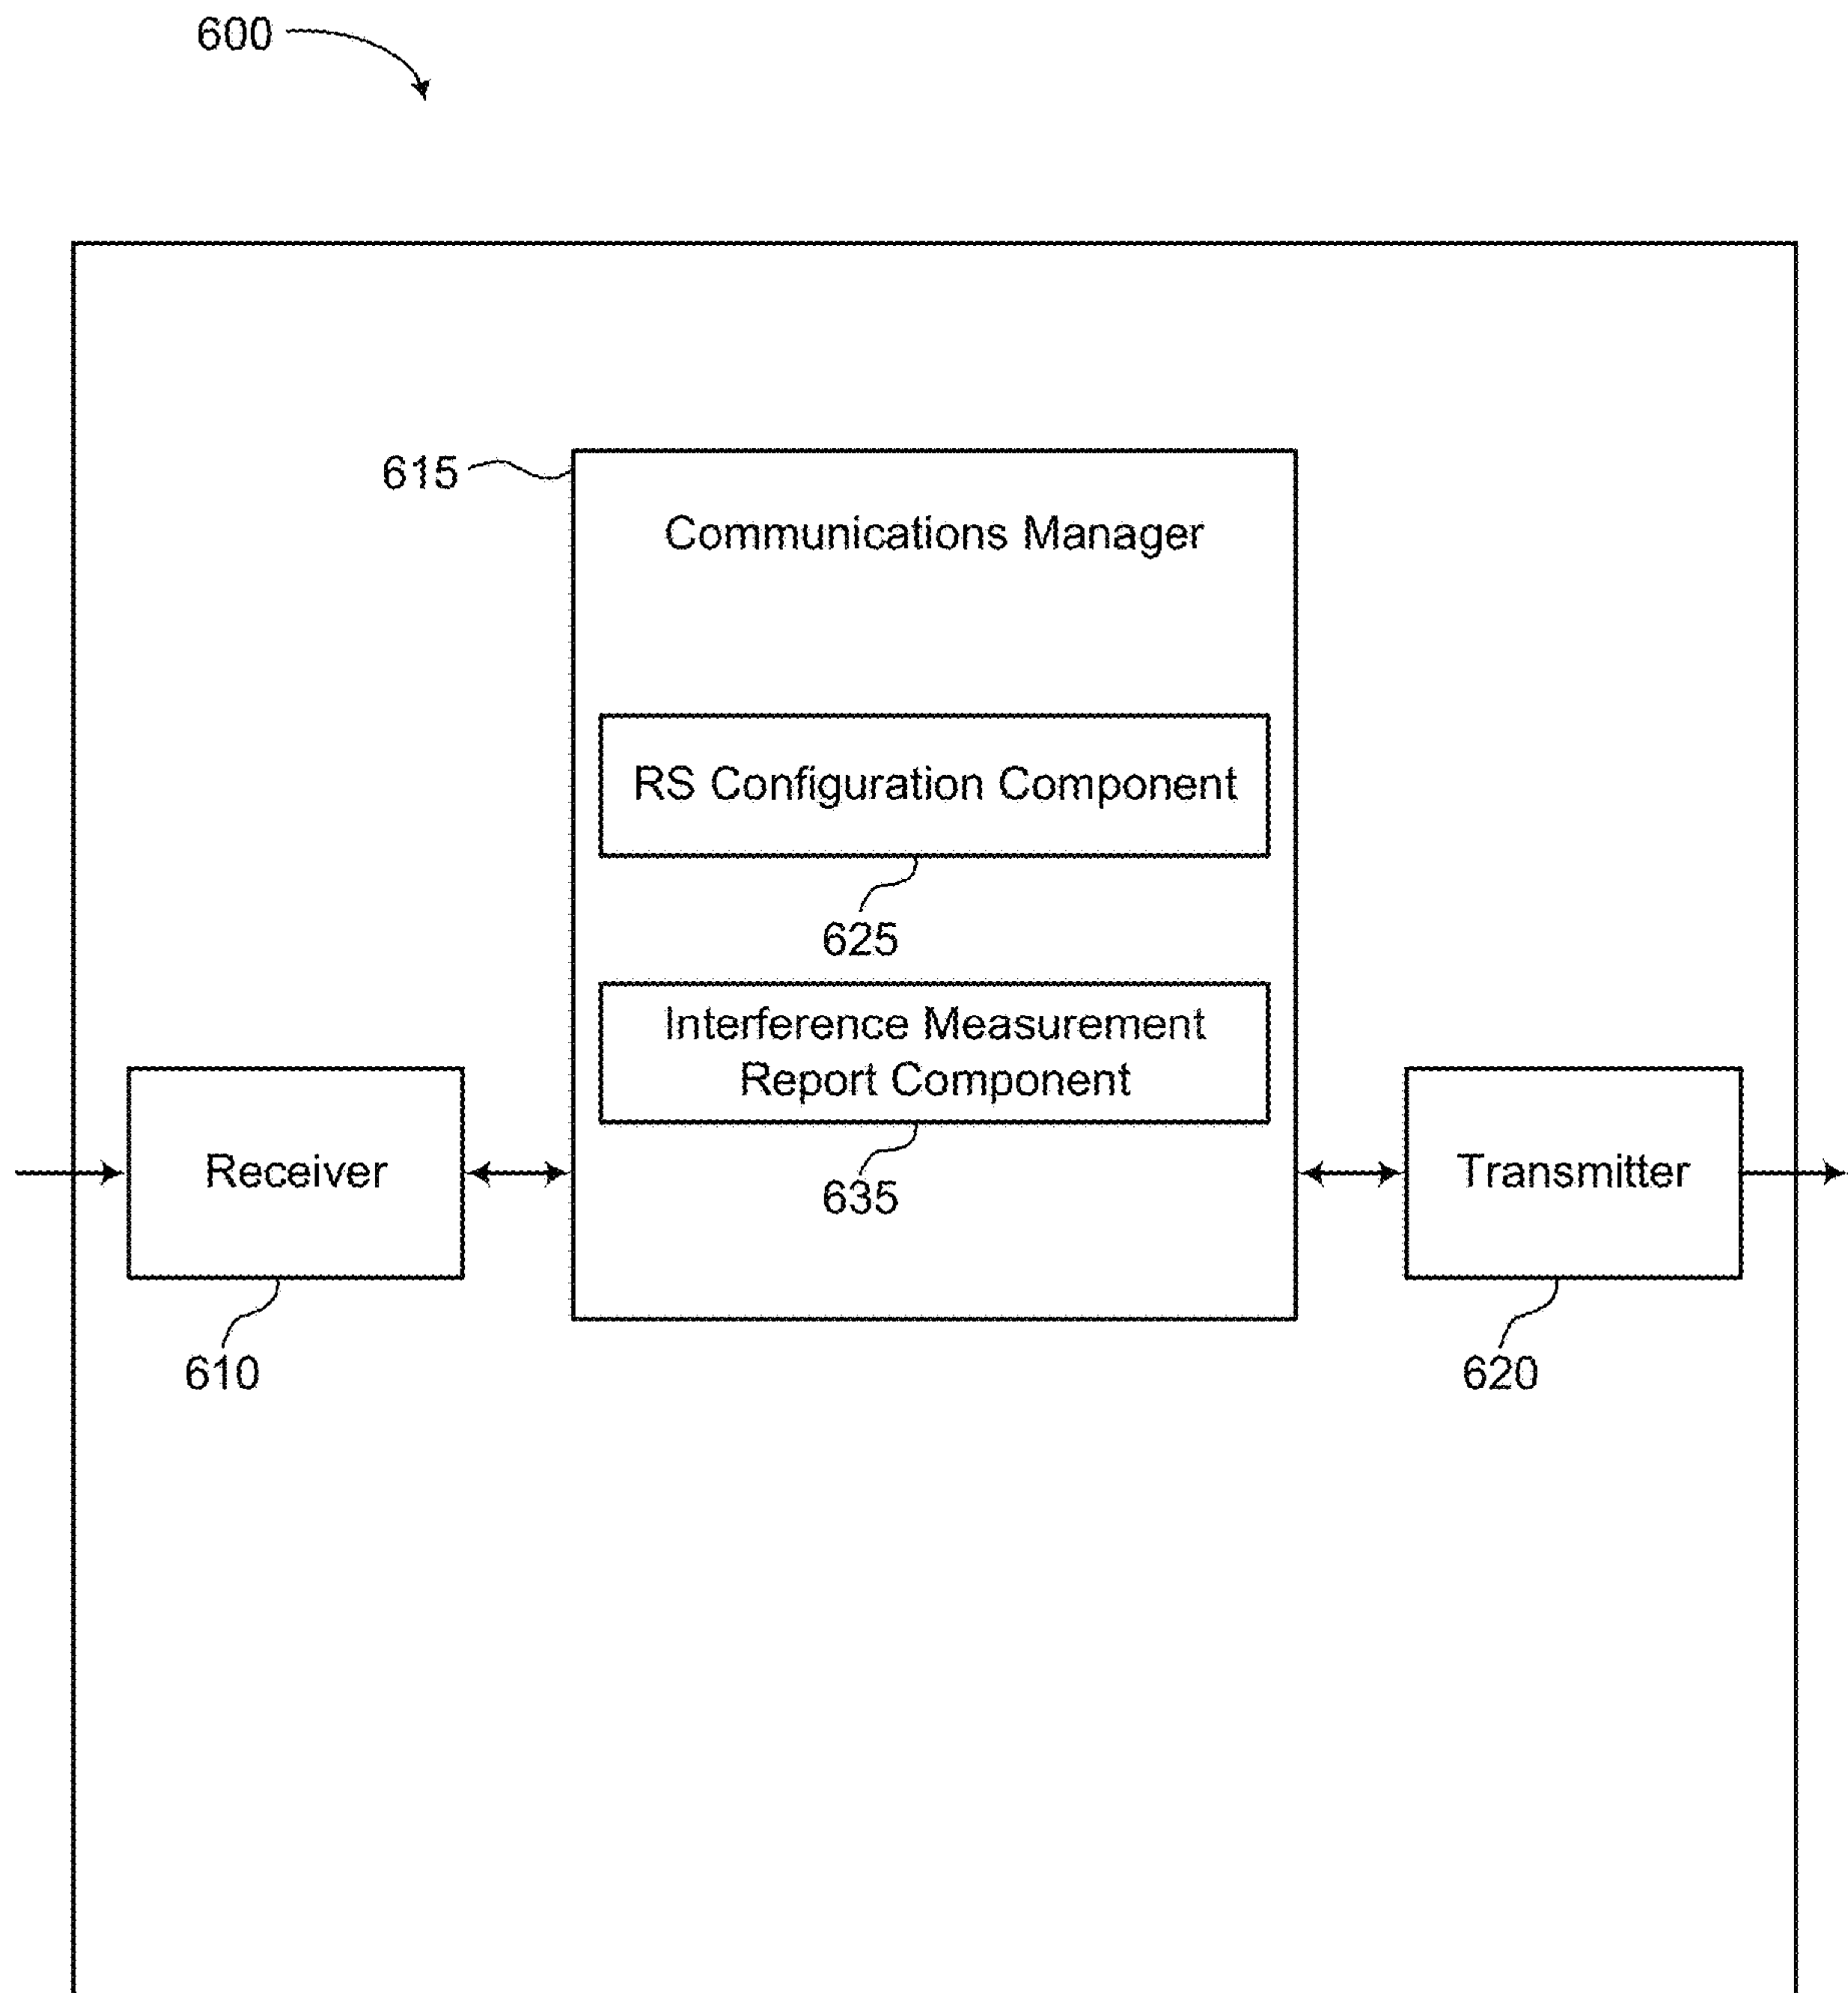 600
615
Communications Manager
RS Configuration Component
625
Interference Measurement
Report Component
635
Receiver
610
Transmitter
620